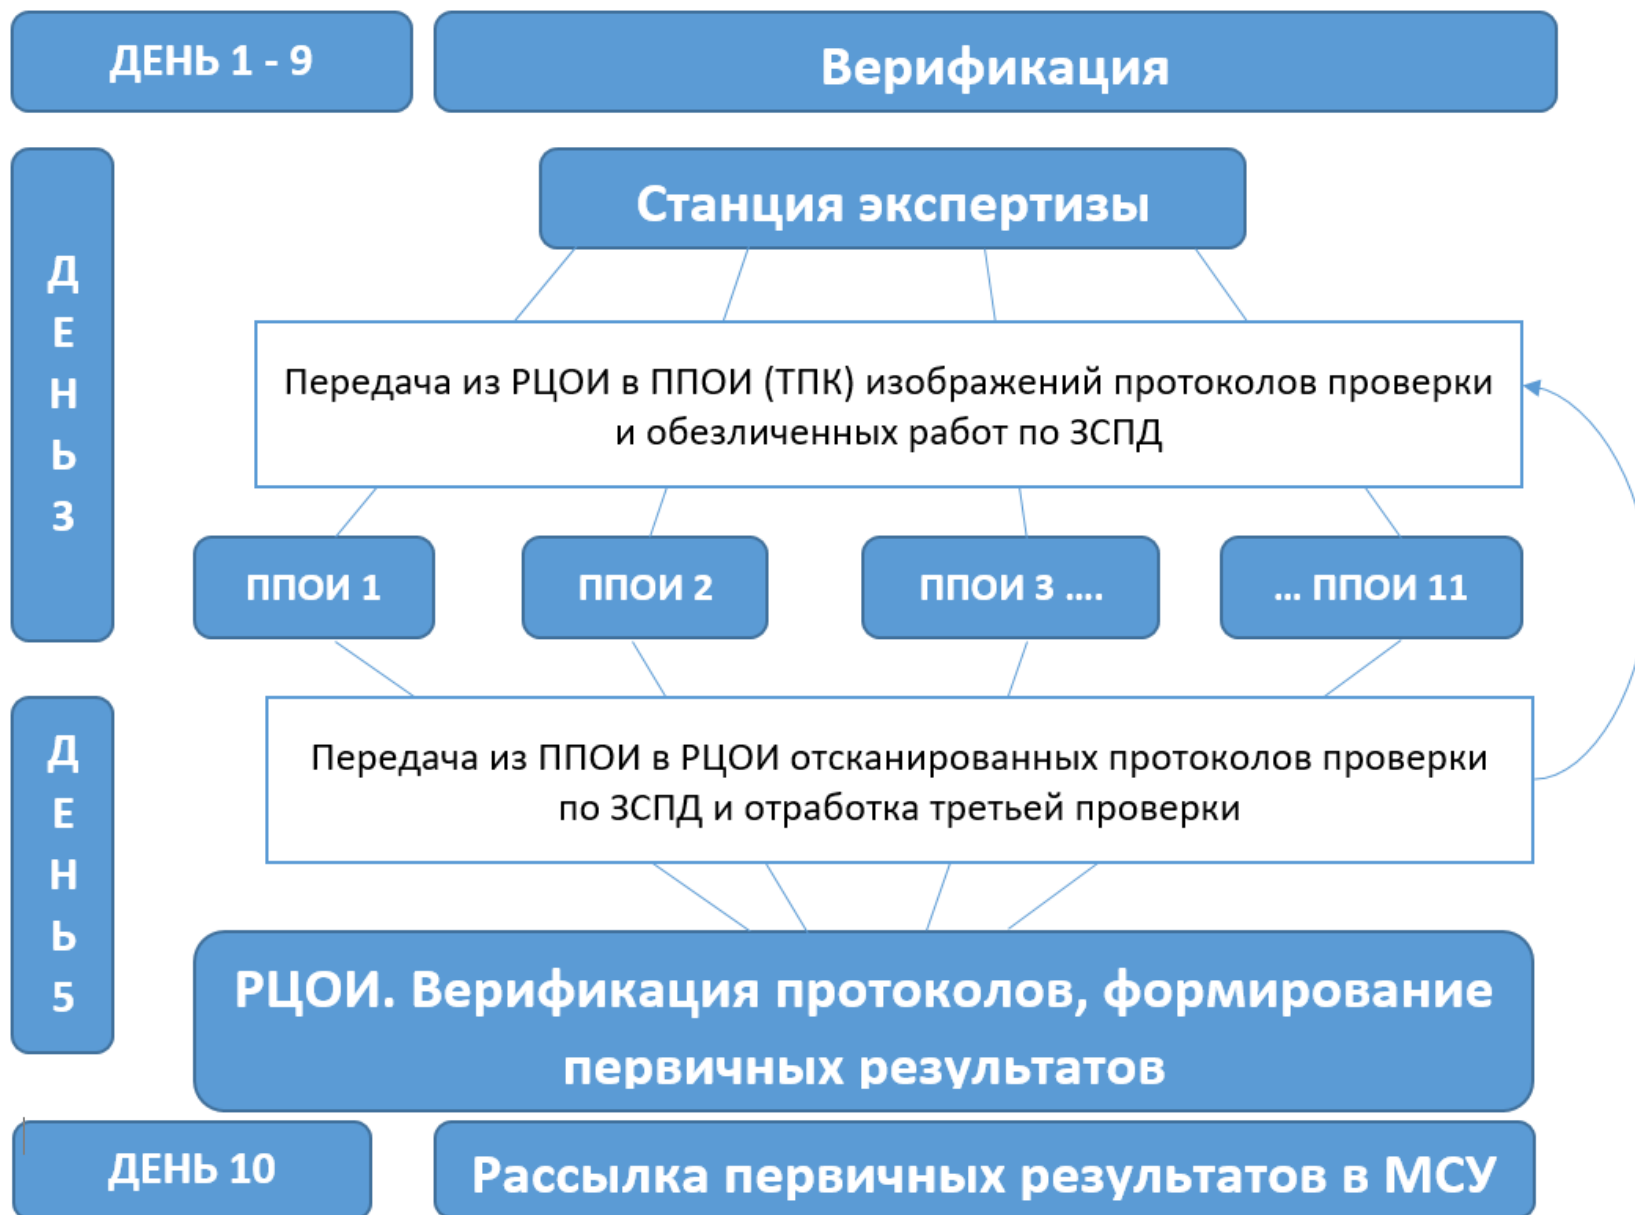 ДЕНЬ 1 - 9
Верификация
Д
Е
Н
Ь
3
Станция экспертизы
Передача из РЦОИ в ППОИ (ТПК) изображений протоколов проверки
и обезличенных работ по ЗСПД
ППОИ 1
ППОИ 2
ППОИ 3 ....
... ППОИ 11
Д
Е
Н
Ь
5
Передача из ППОИ в РЦОИ отсканированных протоколов проверки
по ЗСПД и отработка третьей проверки
РЦОИ. Верификация протоколов, формирование
первичных результатов
ДЕНЬ 10
Рассылка первичных результатов в МСУ